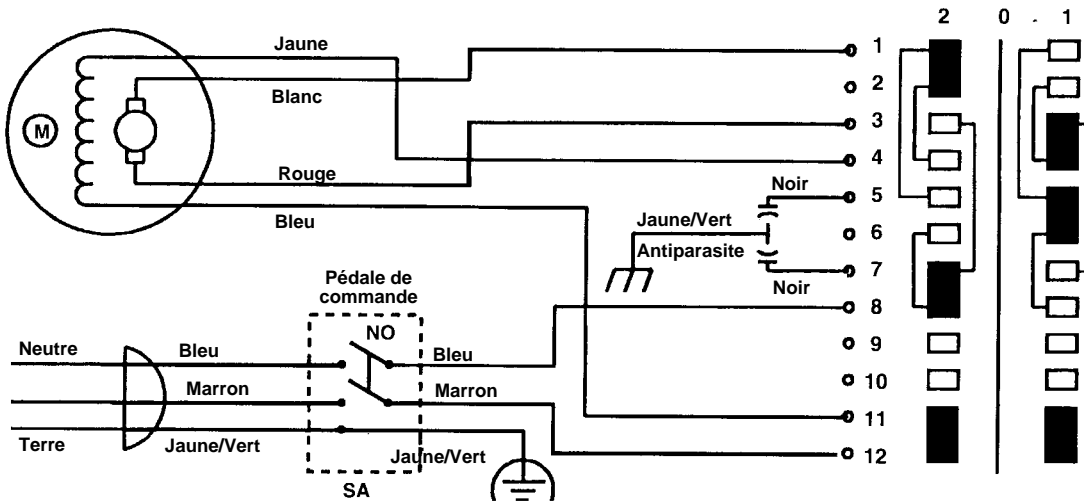 2 0 1
Jaune 1
M Blanc 2
3
4
Rouge Noir 5
Bleu Jaune/Vert 6
Antiparasite
7
Pédale de Noir
commande 8
NO
Neutre Bleu Bleu 9
Marron Marron 10
11
Terre Jaune/Vert Jaune/Vert 12
SA